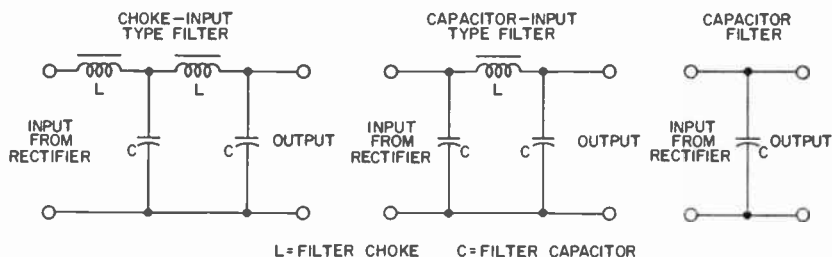 CHOKE-INPUT
TYPE FILTER
L
L
INPUT
FROM
RECTIFIER
C
C
OUTPUT
CAPACITOR-INPUT
TYPE FILTER
L
INPUT
FROM
RECTIFIER
C
C
OUTPUT
CAPACITOR
FILTER
INPUT
FROM
RECTIFIER
C
OUTPUT
L=FILTER CHOKE C=FILTER CAPACITOR